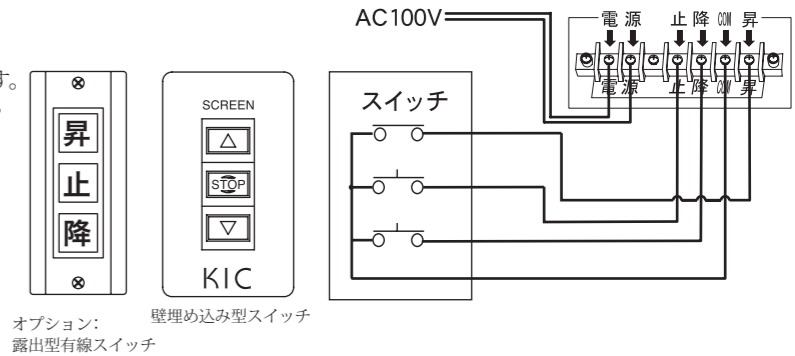 AC100V
電源 止 降 COM 昇
電源 止 降 COM 昇
す。
昇
止
降
SCREEN
STOP
KIC
スイッチ
オプション：
露出型有線スイッチ
壁埋め込み型スイッチ